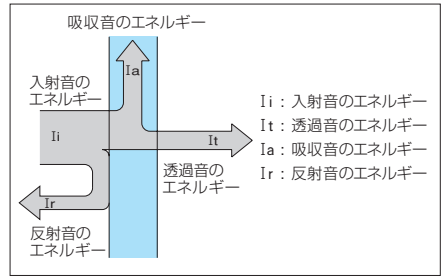 吸収音のエネルギー
Ia
入射音の
エネルギー
Ii
It
透過音の
エネルギー
Ir
反射音の
エネルギー
Ii：入射音のエネルギー
It：透過音のエネルギー
Ia：吸収音のエネルギー
Ir：反射音のエネルギー